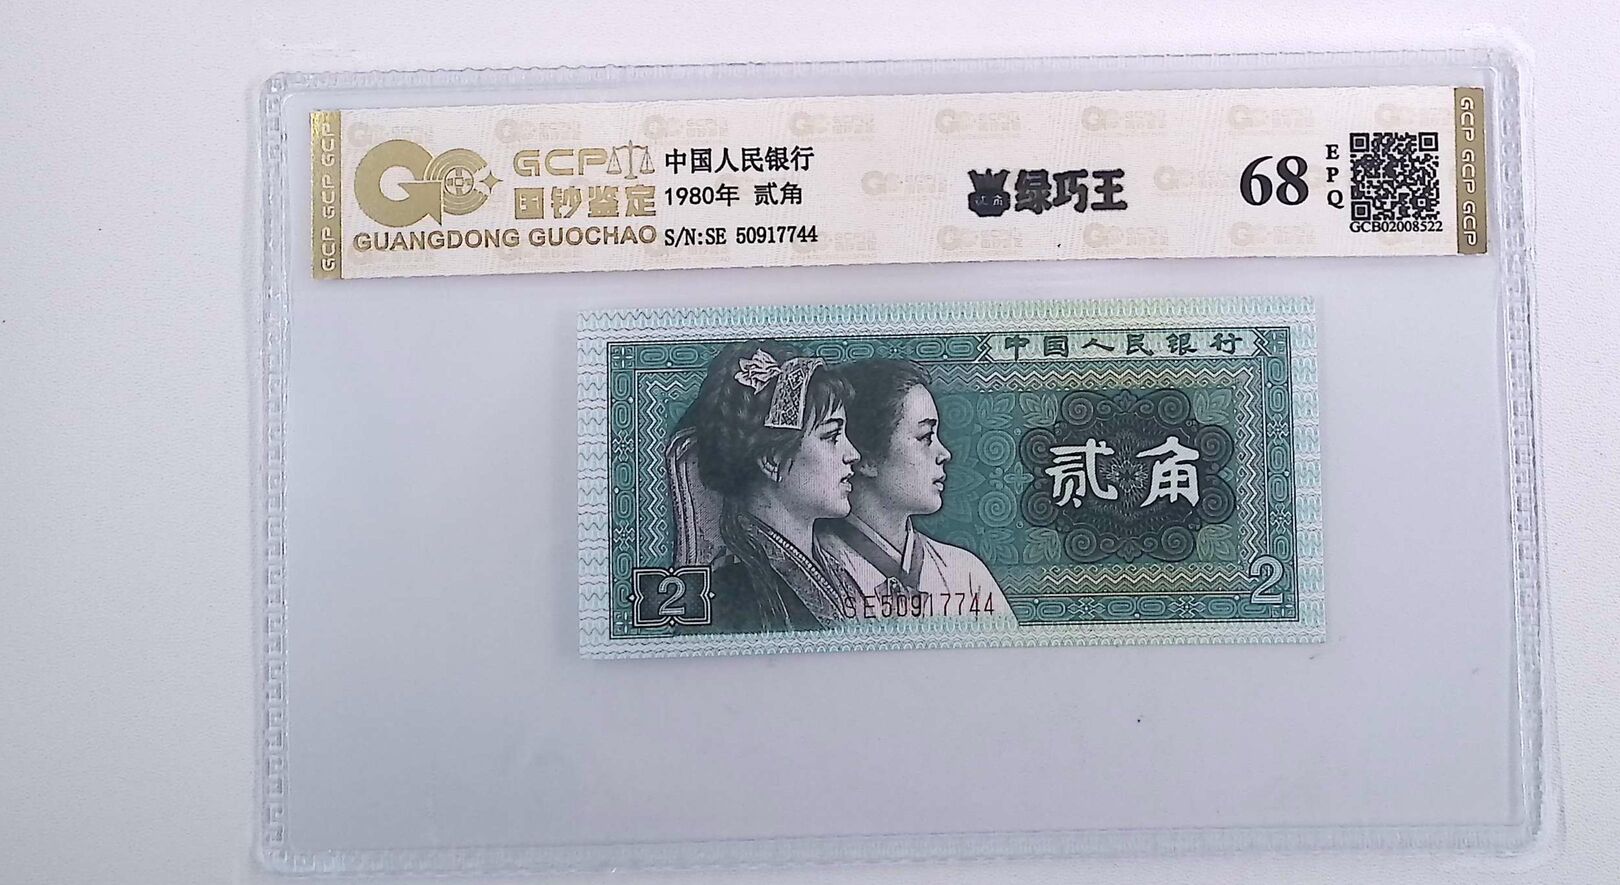 GCP GCP GCP
GCP
国钞鉴定
GUANGDONG GUOCHAO
中国人民银行
1980年 贰角
S/N:SE 50917744
绿巧王
68
EPQ
GCB02008522
GCP GCP GCP
中国人民银行
贰角
2
SE50917744
2